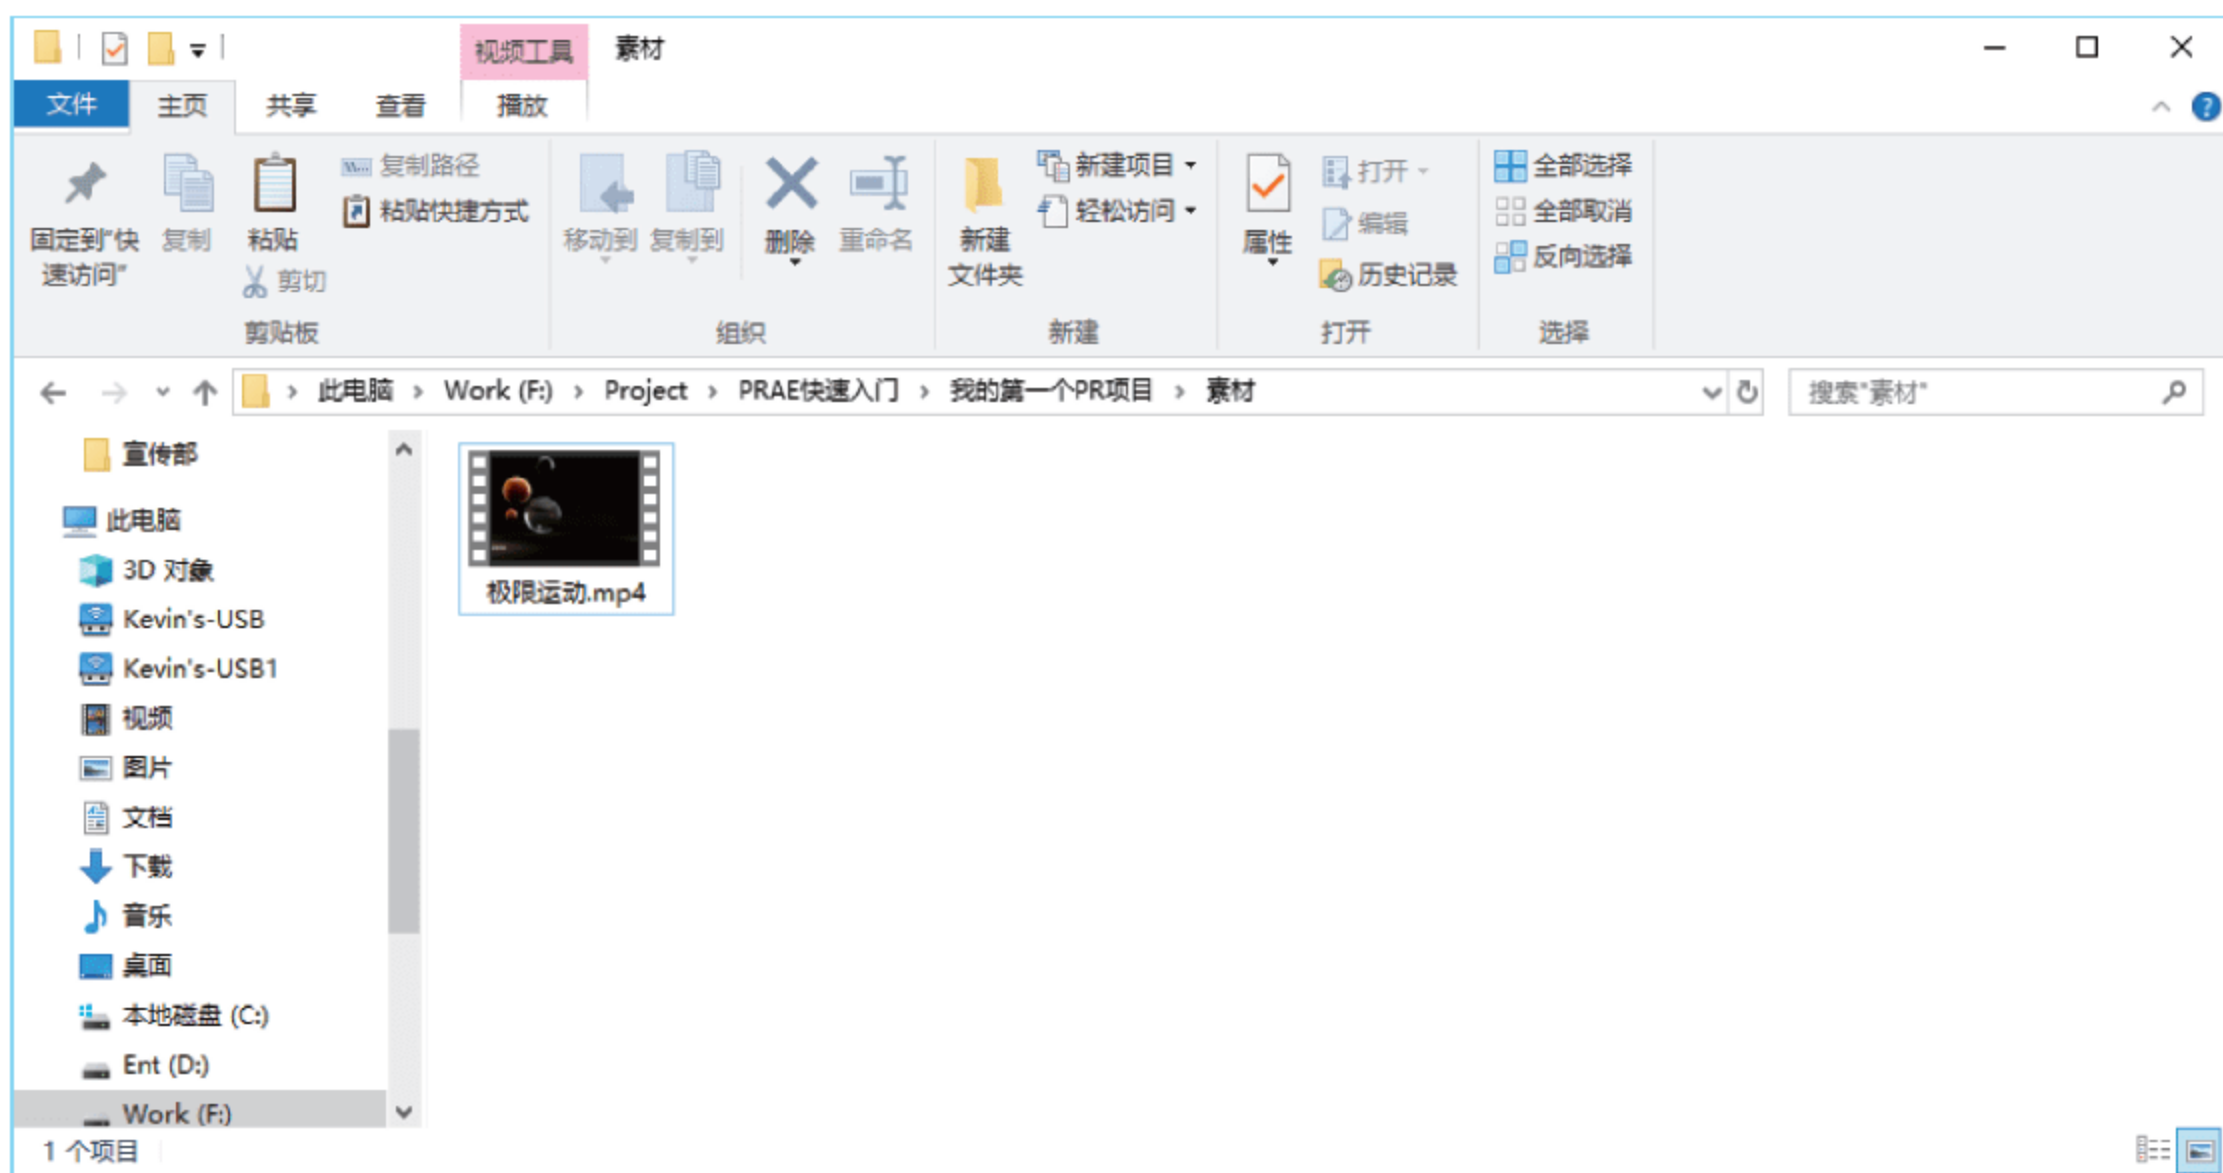 视频工具 素材
文件 主页 共享 查看 播放
固定到"快速访问"
复制
粘贴
剪切
复制路径
粘贴快捷方式
剪贴板
移动到
复制到
删除
重命名
组织
新建
文件夹
新建项目
轻松访问
新建
属性
打开
编辑
历史记录
打开
全部选择
全部取消
反向选择
选择
此电脑 › Work (F:) › Project › PRAE快速入门 › 我的第一个PR项目 › 素材
搜索"素材"
宣传部
此电脑
3D 对象
Kevin's-USB
Kevin's-USB1
视频
图片
文档
下载
音乐
桌面
本地磁盘 (C:)
Ent (D:)
Work (F:)
极限运动.mp4
1 个项目